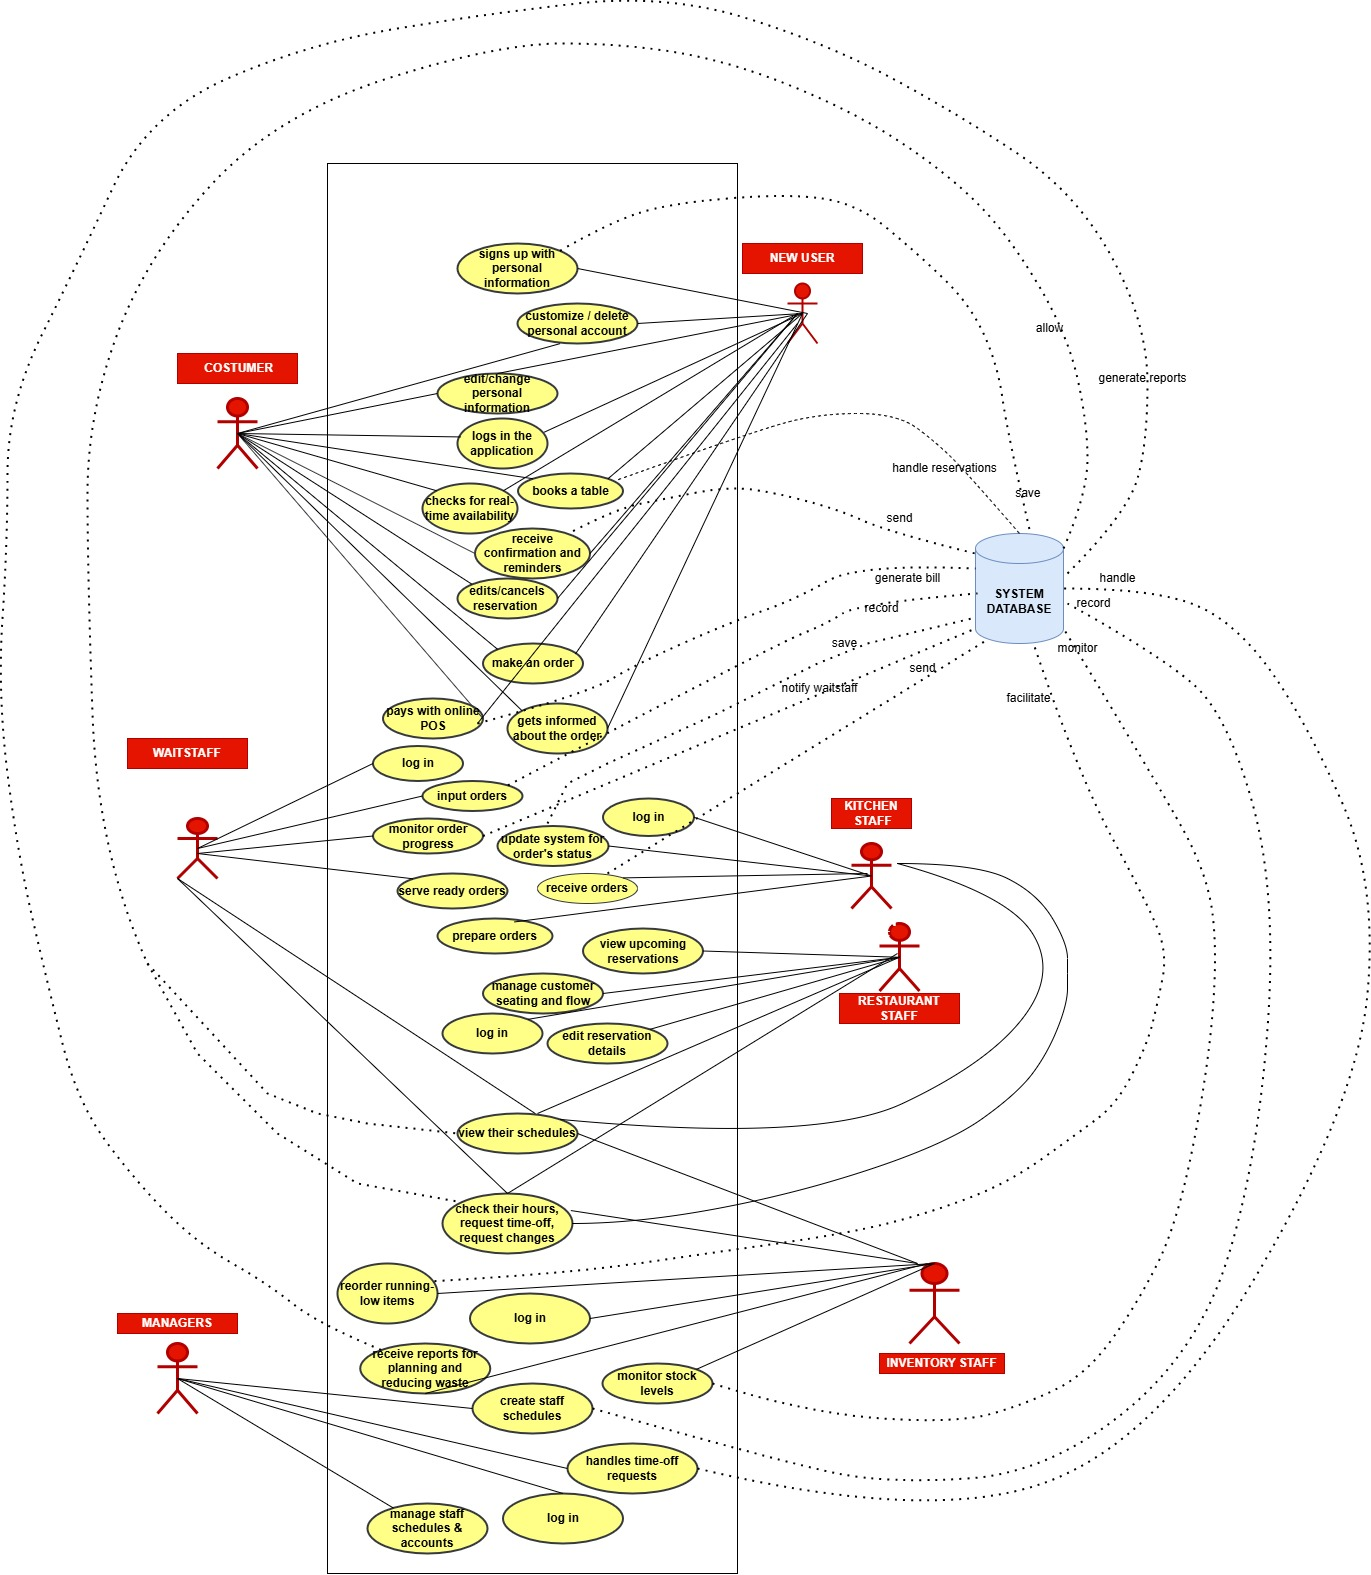 signs up with
personal
information
NEW USER
customize / delete
personal account
allow
COSTUMER
edit/change
personal
information
generate reports
logs in the
application
handle reservations
books a table
save
checks for real-
time availability
send
receive
confirmation and
reminders
generate bill
handle
edits/cancels
reservation
record
SYSTEM
DATABASE
record
save
monitor
make an order
send
notify waitstaff
facilitate
pays with online
POS
gets informed
about the order
WAITSTAFF
log in
input orders
KITCHEN
STAFF
log in
monitor order
progress
update system for
order's status
serve ready orders
receive orders
prepare orders
view upcoming
reservations
manage customer
seating and flow
RESTAURANT
STAFF
log in
edit reservation
details
view their schedules
check their hours,
request time-off,
request changes
reorder running-
low items
log in
MANAGERS
receive reports for
planning and
reducing waste
INVENTORY STAFF
monitor stock
levels
create staff
schedules
handles time-off
requests
manage staff
schedules &
accounts
log in